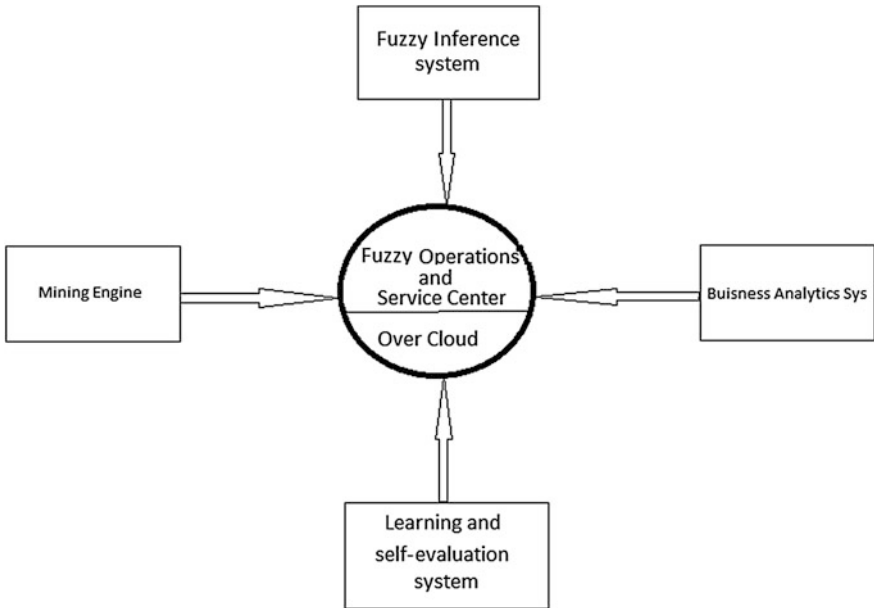 Fuzzy Inference
system
Fuzzy Operations
and
Service Center
Over Cloud
Mining Engine
Buisness Analytics Sys
Learning and
self-evaluation
system